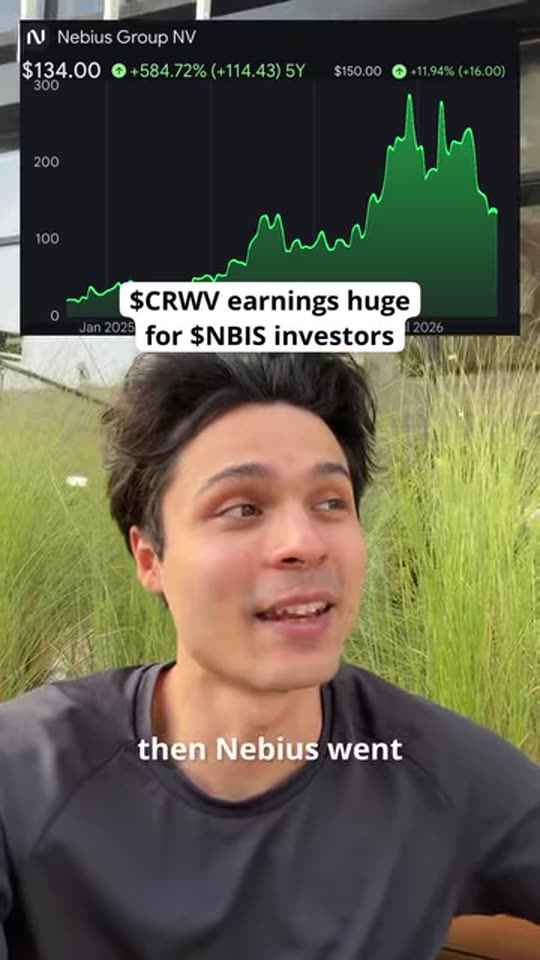 Nebius Group NV
$134.00 +584.72% (+114.43) 5Y $150.00 +11.94% (+16.00)
300
200
100
0
Jan 2025
2026
$CRWV earnings huge
for $NBIS investors
then Nebius went